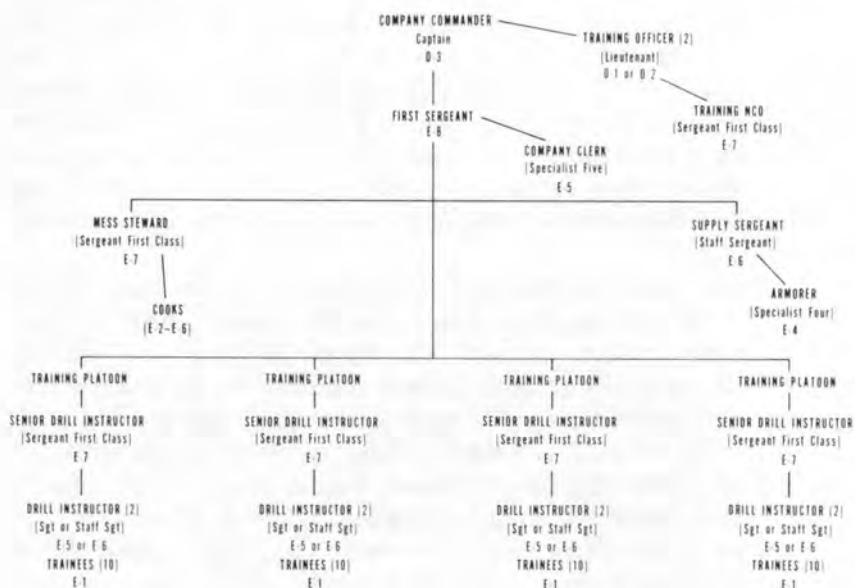 COMPANY COMMANDER
Captain
O-3
TRAINING OFFICER (2)
(Lieutenant)
O 1 or O 2
TRAINING NCO
(Sergeant First Class)
E-7
FIRST SERGEANT
E-8
COMPANY CLERK
(Specialist Five)
E-5
MESS STEWARD
(Sergeant First Class)
E-7
SUPPLY SERGEANT
(Staff Sergeant)
E-6
COOKS
(E-2–E 6)
ARMORER
(Specialist Four)
E-4
TRAINING PLATOON
SENIOR DRILL INSTRUCTOR
(Sergeant First Class)
E-7
DRILL INSTRUCTOR (2)
(Sgt or Staff Sgt)
E-5 or E 6
TRAINEES (10)
E-1
TRAINING PLATOON
SENIOR DRILL INSTRUCTOR
(Sergeant First Class)
E-7
DRILL INSTRUCTOR (2)
(Sgt or Staff Sgt)
E-5 or E 6
TRAINEES (10)
E-1
TRAINING PLATOON
SENIOR DRILL INSTRUCTOR
(Sergeant First Class)
E-7
DRILL INSTRUCTOR (2)
(Sgt or Staff Sgt)
E-5 or E 6
TRAINEES (10)
E-1
TRAINING PLATOON
SENIOR DRILL INSTRUCTOR
(Sergeant First Class)
E-7
DRILL INSTRUCTOR (2)
(Sgt or Staff Sgt)
E-5 or E 6
TRAINEES (10)
E-1